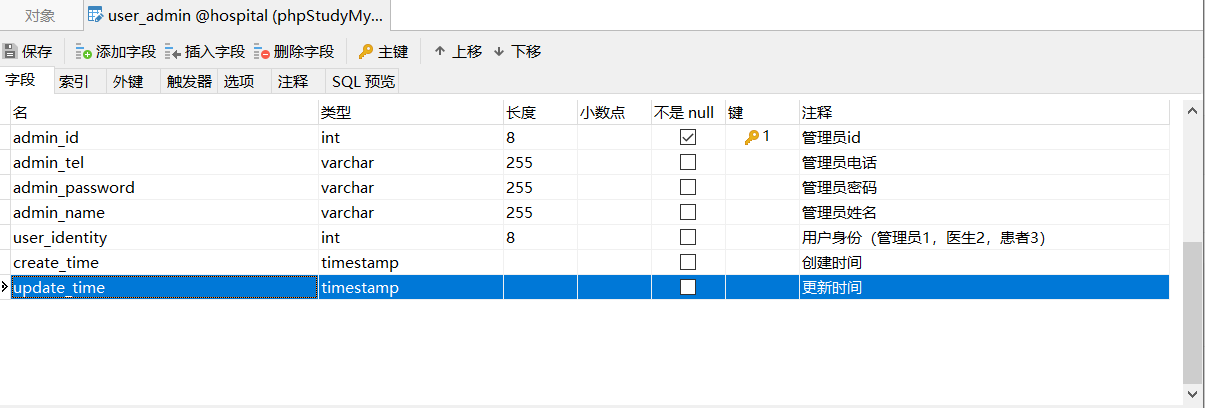 对象 user_admin @hospital (phpStudyMy...
保存 添加字段 插入字段 删除字段 主键 上移 下移
字段 索引 外键 触发器 选项 注释 SQL 预览
名 类型 长度 小数点 不是 null 键 注释
admin_id int 8 1 管理员id
admin_tel varchar 255 管理员电话
admin_password varchar 255 管理员密码
admin_name varchar 255 管理员姓名
user_identity int 8 用户身份（管理员1，医生2，患者3）
create_time timestamp 创建时间
update_time timestamp 更新时间